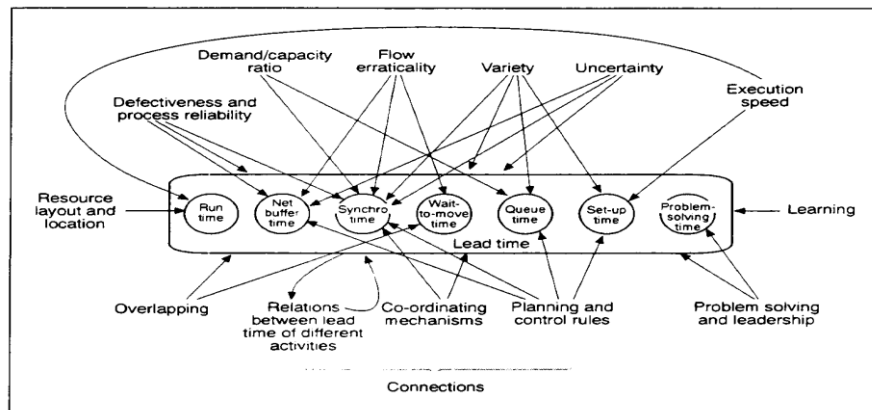 Demand/capacity
ratio
Flow
erraticality
Variety
Uncertainty
Execution
speed
Defectiveness and
process reliability
Resource
layout and
location
Run
time
Net
buffer
time
Synchro
time
Wait-
to-move
time
Queue
time
Set-up
time
Problem-
solving
time
Learning
Lead time
Overlapping
Relations
between lead
time of different
activities
Co-ordinating
mechanisms
Planning and
control rules
Problem solving
and leadership
Connections